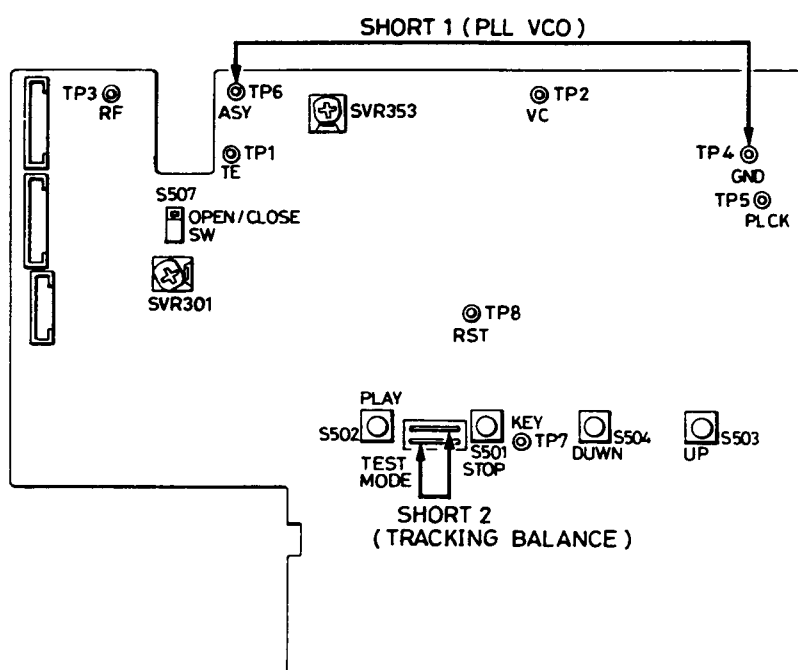 SHORT 1 ( PLL VCO )
TP3
RF
TP6
ASY
SVR353
TP2
VC
TP1
TE
TP4
GND
TP5
PLCK
S507
OPEN/CLOSE
SW
SVR301
TP8
RST
PLAY
S502
TEST
MODE
S501
STOP
KEY
TP7
S504
DUWN
S503
UP
SHORT 2
( TRACKING BALANCE )